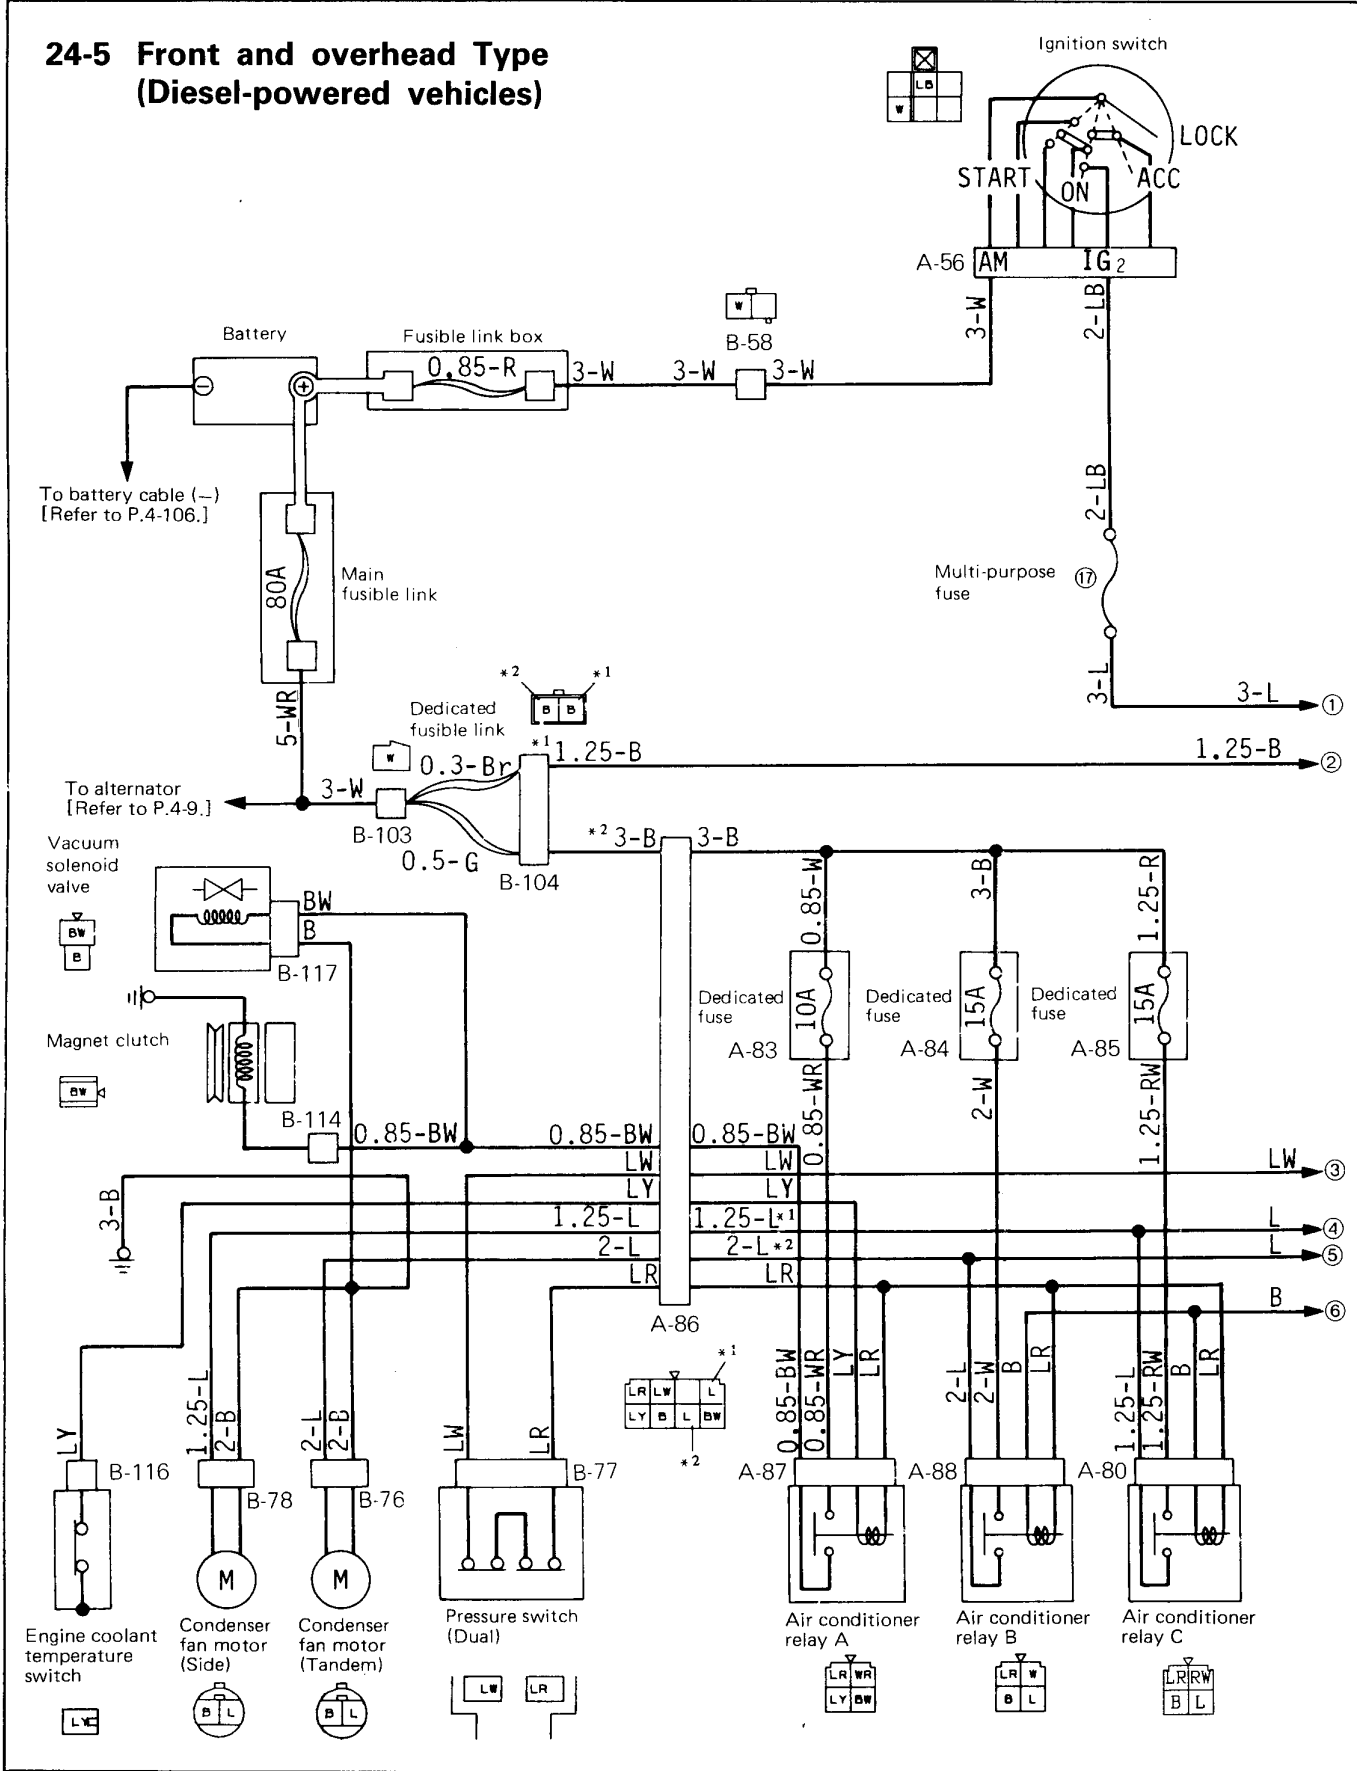 24-5 Front and overhead Type
(Diesel-powered vehicles)
Ignition switch
LB
W
LOCK
START
ON
ACC
A-56
AM
IG2
3-W
2-LB
W
B-58
Battery
Fusible link box
0.85-R
3-W
3-W
3-W
To battery cable (−)
[Refer to P.4-106.]
2-LB
80A
Main
fusible link
Multi-purpose
fuse
⑰
5-WR
*2
*1
B B
Dedicated
fusible link
W
3-L
3-L
①
*1
1.25-B
1.25-B
②
0.3-Br
To alternator
[Refer to P.4-9.]
3-W
B-103
0.5-G
B-104
*2 3-B
3-B
Vacuum
solenoid
valve
BW
B
BW
B
B-117
0.85-W
3-B
1.25-R
Dedicated
fuse
10A
A-83
Dedicated
fuse
15A
A-84
Dedicated
fuse
15A
A-85
Magnet clutch
BW
B-114
0.85-WR
2-W
1.25-RW
0.85-BW
0.85-BW
0.85-BW
LW
LW
LW
③
LY
LY
3-B
1.25-L
1.25-L*1
L
④
2-L
2-L*2
L
⑤
LR
LR
B
⑥
A-86
*1
LR LW L
LY B L BW
*2
LY
1.25-L
2-B
2-L
2-B
LW
LR
0.85-BW
0.85-WR
LY
LR
2-L
2-W
B
LR
1.25-L
1.25-RW
B
LR
B-116
B-78
B-76
B-77
A-87
A-88
A-80
M
M
Engine coolant
temperature
switch
Condenser
fan motor
(Side)
Condenser
fan motor
(Tandem)
Pressure switch
(Dual)
Air conditioner
relay A
Air conditioner
relay B
Air conditioner
relay C
LY
B L
B L
LW
LR
LR WR
LY BW
LR W
B L
LR RW
B L